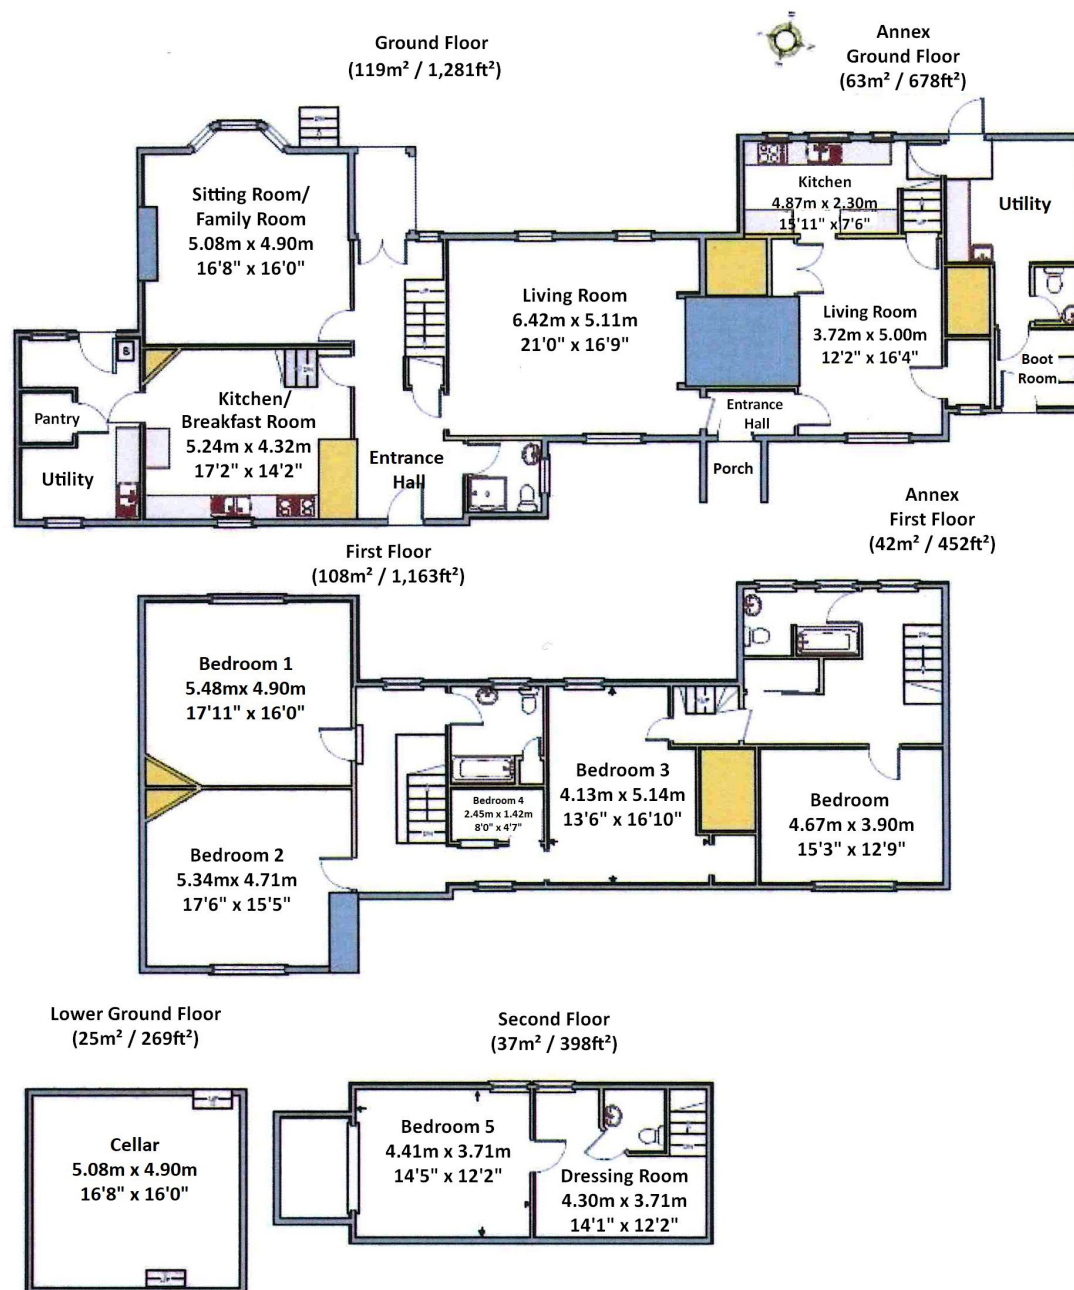 Ground Floor
(119m² / 1,281ft²)
Annex
Ground Floor
(63m² / 678ft²)
Sitting Room/
Family Room
5.08m x 4.90m
16'8" x 16'0"
Kitchen
4.87m x 2.30m
15'11" x 7'6"
Utility
Living Room
6.42m x 5.11m
21'0" x 16'9"
Living Room
3.72m x 5.00m
12'2" x 16'4"
Boot
Room
B
Pantry
Kitchen/
Breakfast Room
5.24m x 4.32m
17'2" x 14'2"
Utility
Entrance
Hall
Entrance
Hall
Porch
Annex
First Floor
(42m² / 452ft²)
First Floor
(108m² / 1,163ft²)
Bedroom 1
5.48mx 4.90m
17'11" x 16'0"
Bedroom 2
5.34mx 4.71m
17'6" x 15'5"
Bedroom 4
2.45m x 1.42m
8'0" x 4'7"
Bedroom 3
4.13m x 5.14m
13'6" x 16'10"
Bedroom
4.67m x 3.90m
15'3" x 12'9"
Lower Ground Floor
(25m² / 269ft²)
Second Floor
(37m² / 398ft²)
Cellar
5.08m x 4.90m
16'8" x 16'0"
Bedroom 5
4.41m x 3.71m
14'5" x 12'2"
Dressing Room
4.30m x 3.71m
14'1" x 12'2"